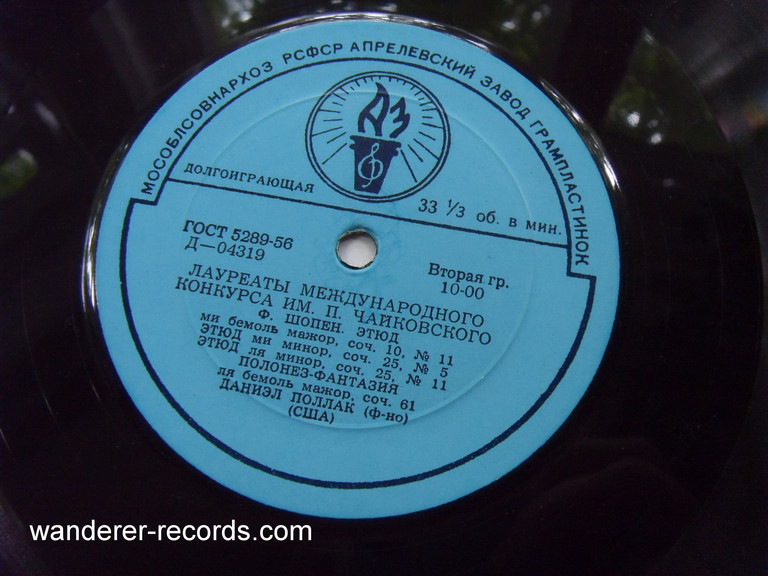 МОСОБЛСОВНАРХОЗ РСФСР АПРЕЛЕВСКИЙ ЗАВОД ГРАМПЛАСТИНОК
АЗ
ДОЛГОИГРАЮЩАЯ
33 1/3 об. в мин.
ГОСТ 5289-56
Д—04319
Вторая гр.
10-00
ЛАУРЕАТЫ МЕЖДУНАРОДНОГО
КОНКУРСА ИМ. П. ЧАЙКОВСКОГО
Ф. ШОПЕН. ЭТЮД
ми бемоль мажор, соч. 10, № 11
ЭТЮД ми минор, соч. 25, № 5
ЭТЮД ля минор, соч. 25, № 11
ПОЛОНЕЗ-ФАНТАЗИЯ
ля бемоль мажор, соч. 61
ДАНИЭЛ ПОЛЛАК (ф-но)
(США)
wanderer-records.com